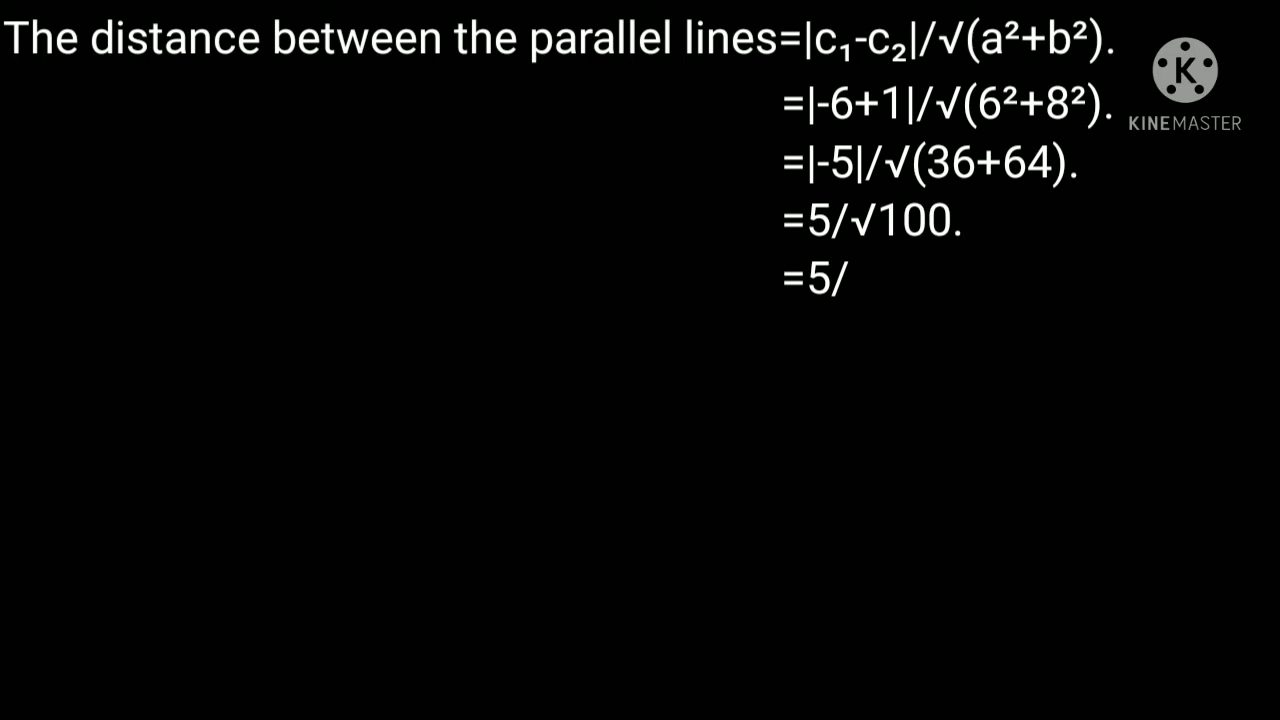 The distance between the parallel lines=|c₁-c₂|/√(a²+b²).
=|-6+1|/√(6²+8²).
=|-5|/√(36+64).
=5/√100.
=5/
K
KINEMASTER